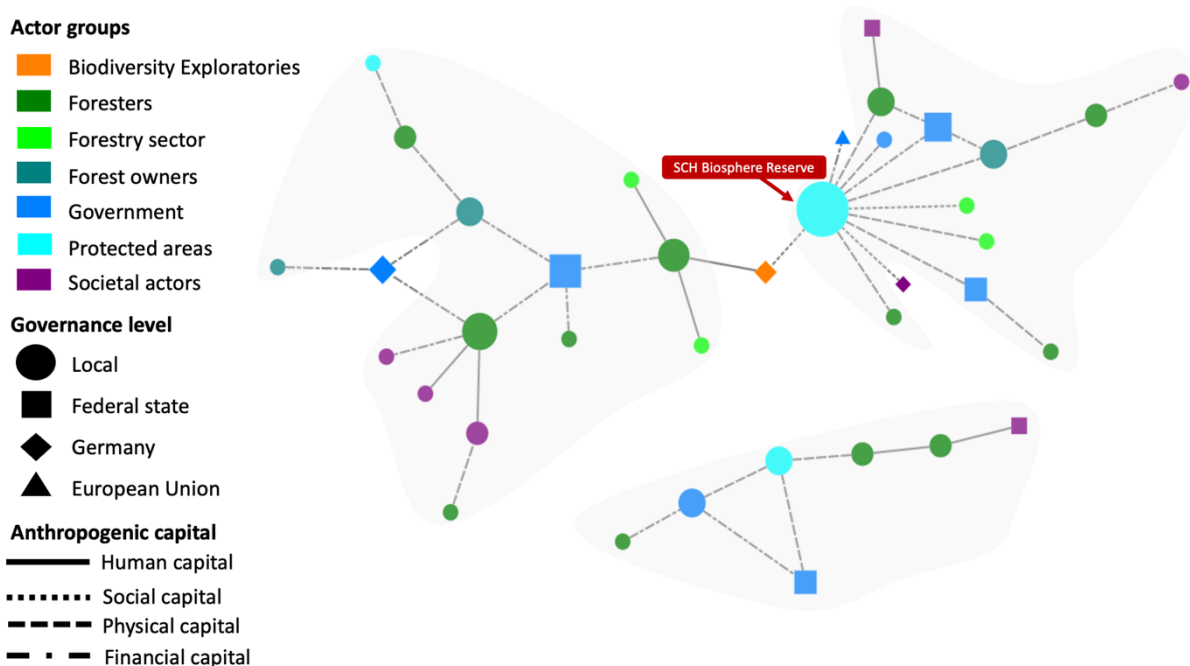 Actor groups
Biodiversity Exploratories
Foresters
Forestry sector
Forest owners
Government
Protected areas
Societal actors
Governance level
Local
Federal state
Germany
European Union
Anthropogenic capital
Human capital
Social capital
Physical capital
Financial capital
SCH Biosphere Reserve